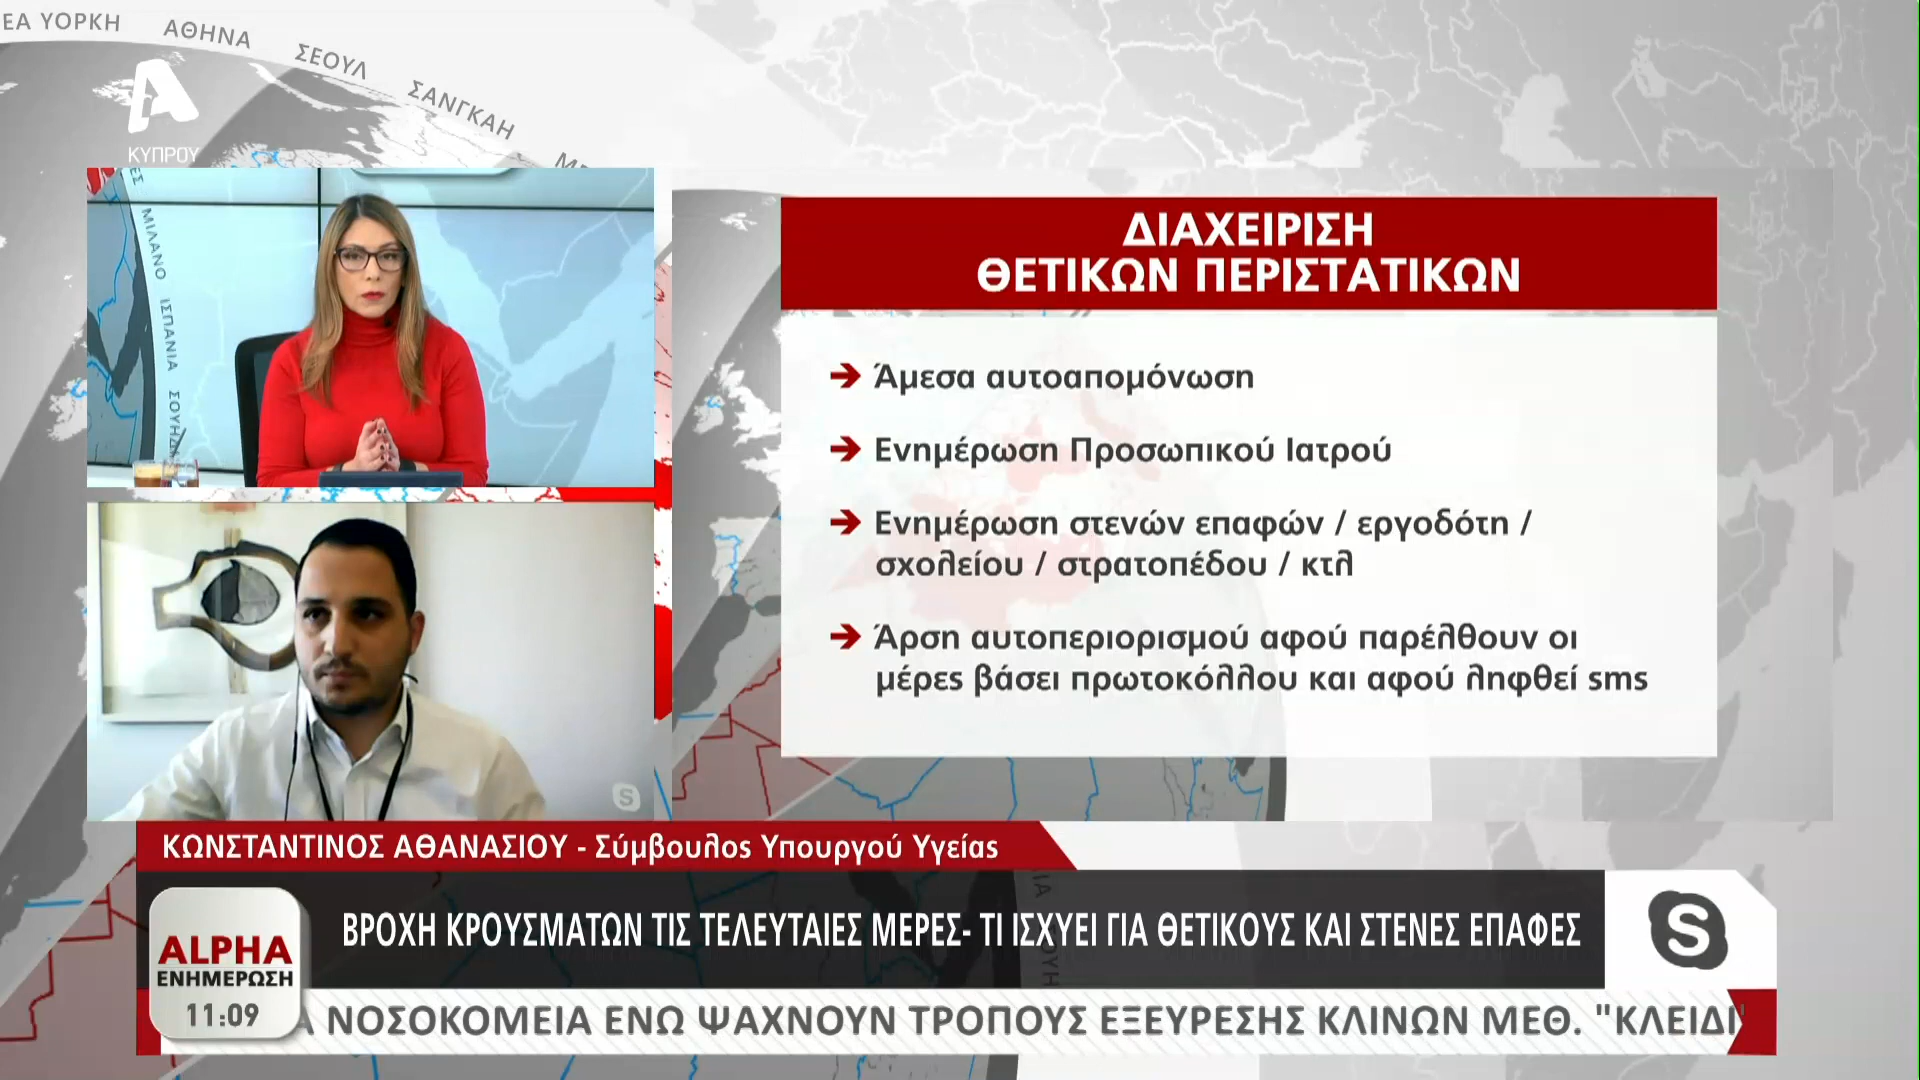 ΕΑ ΥΟΡΚΗ
ΑΘΗΝΑ
ΣΕΟΥΛ
ΣΑΝΓΚΑΗ
ΚΥΠΡΟΥ
ΜΙΛΑΝΟ
ΙΣΠΑΝΙΑ
ΔΙΑΧΕΙΡΙΣΗ
ΘΕΤΙΚΩΝ ΠΕΡΙΣΤΑΤΙΚΩΝ
Άμεσα αυτοαπομόνωση
Ενημέρωση Προσωπικού Ιατρού
Ενημέρωση στενών επαφών / εργοδότη /
σχολείου / στρατοπέδου / κτλ
Άρση αυτοπεριορισμού αφού παρέλθουν οι
μέρες βάσει πρωτοκόλλου και αφού ληφθεί sms
ΚΩΝΣΤΑΝΤΙΝΟΣ ΑΘΑΝΑΣΙΟΥ - Σύμβουλος Υπουργού Υγείας
ΒΡΟΧΗ ΚΡΟΥΣΜΑΤΩΝ ΤΙΣ ΤΕΛΕΥΤΑΙΕΣ ΜΕΡΕΣ- ΤΙ ΙΣΧΥΕΙ ΓΙΑ ΘΕΤΙΚΟΥΣ ΚΑΙ ΣΤΕΝΕΣ ΕΠΑΦΕΣ
ALPHA
ΕΝΗΜΕΡΩΣΗ
11:09
Α ΝΟΣΟΚΟΜΕΙΑ ΕΝΩ ΨΑΧΝΟΥΝ ΤΡΟΠΟΥΣ ΕΞΕΥΡΕΣΗΣ ΚΛΙΝΩΝ ΜΕΘ. "ΚΛΕΙΔΙ"